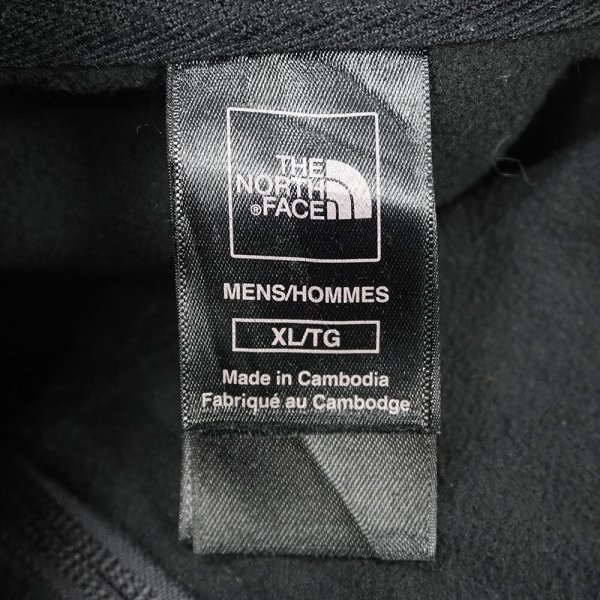 THE
NORTH
®FACE
MENS/HOMMES
XL/TG
Made in Cambodia
Fabriqué au Cambodge